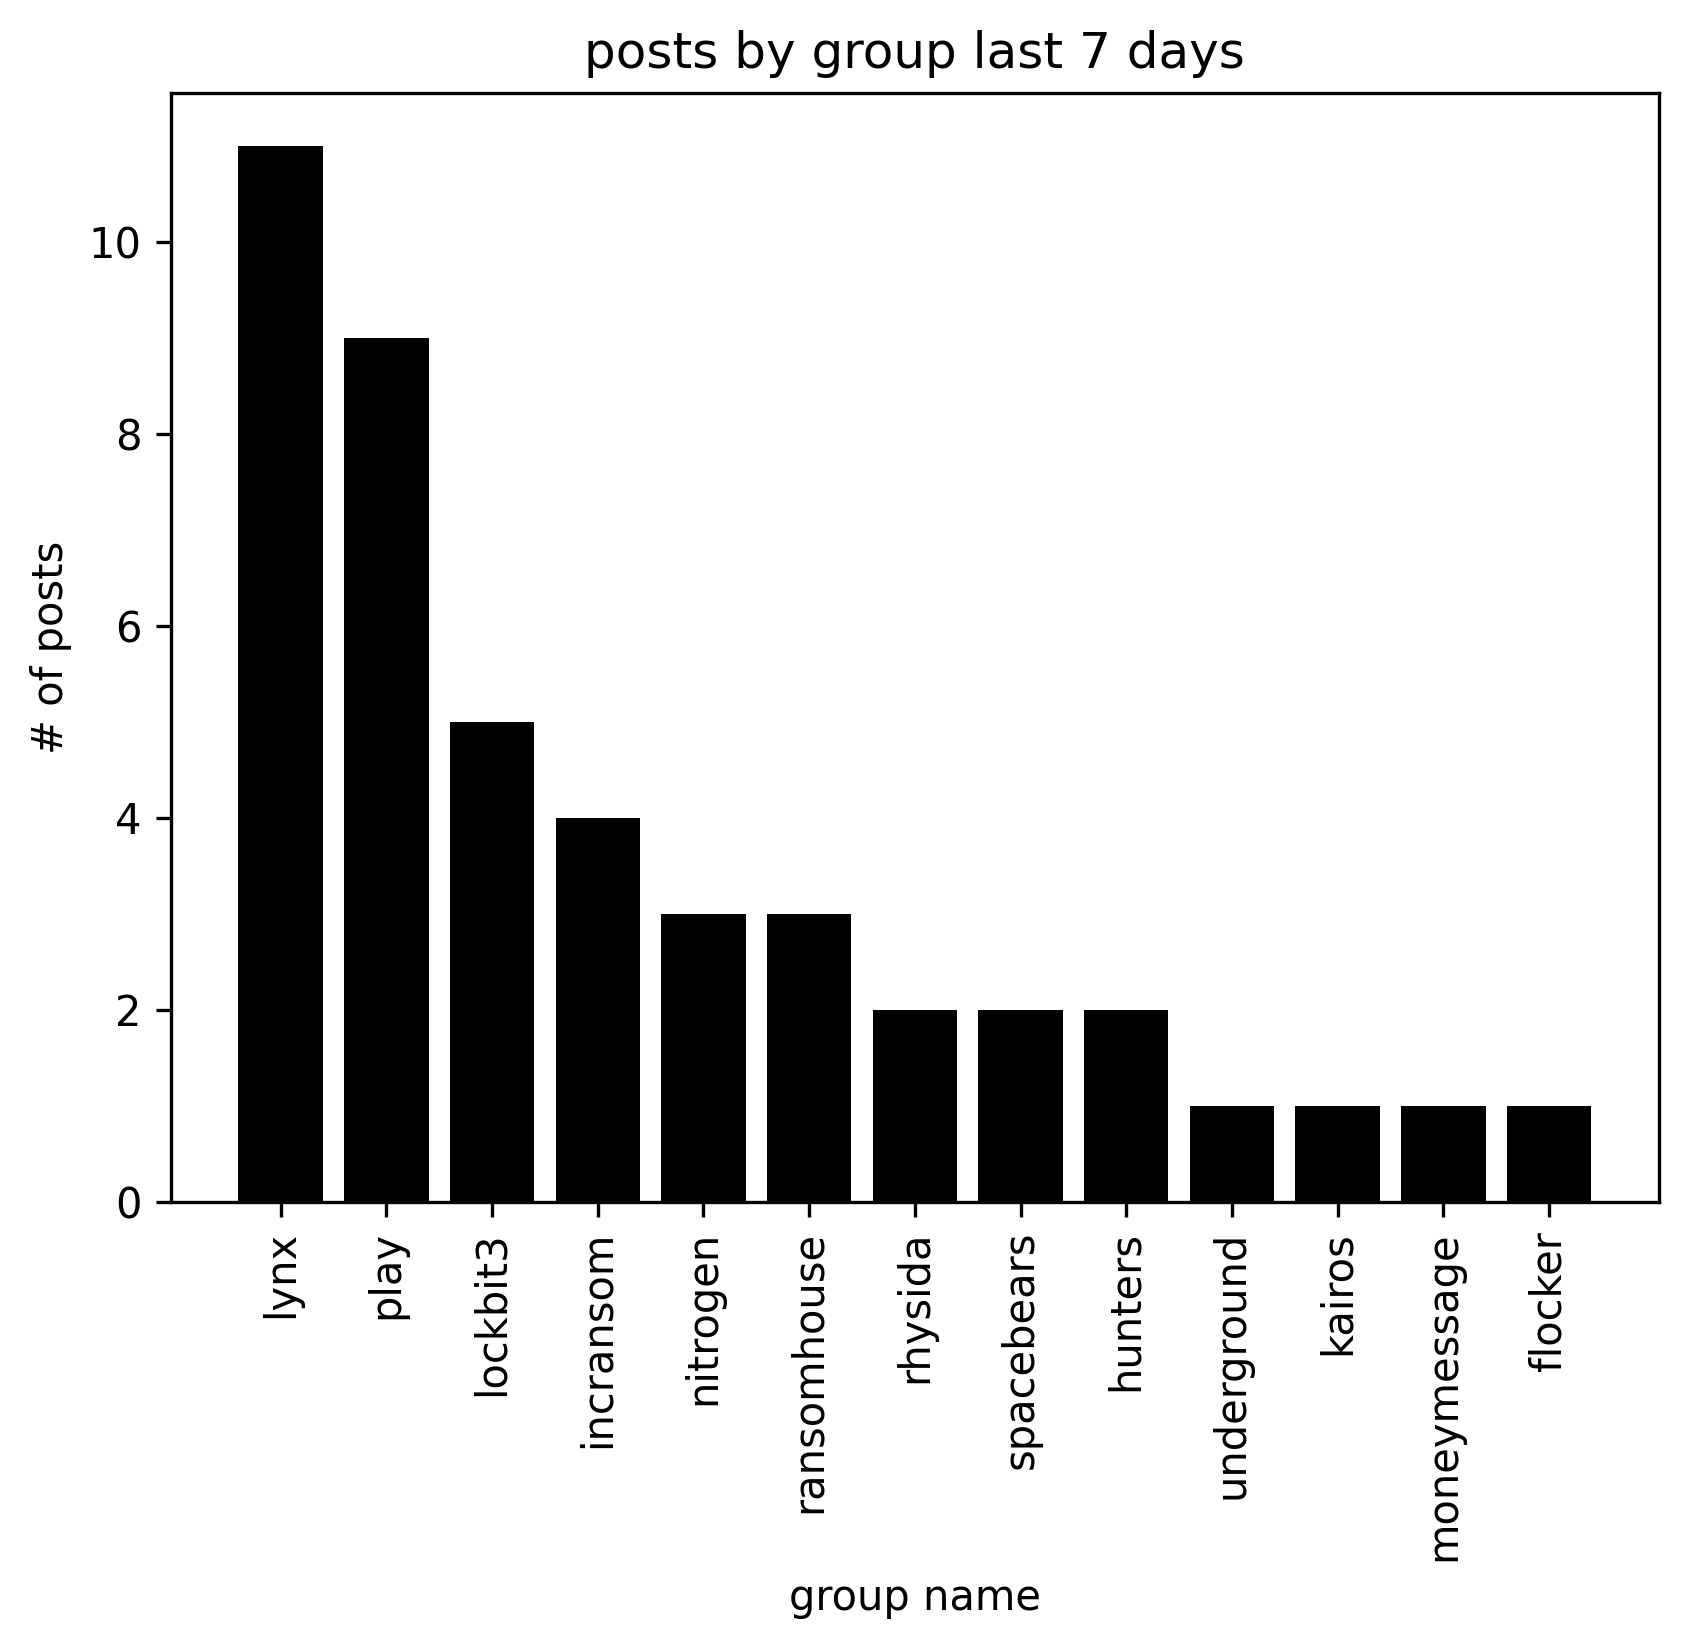 posts by group last 7 days
# of posts
10
8
6
4
2
0
lynx
play
lockbit3
incransom
nitrogen
ransomhouse
rhysida
spacebears
hunters
underground
kairos
moneymessage
flocker
group name